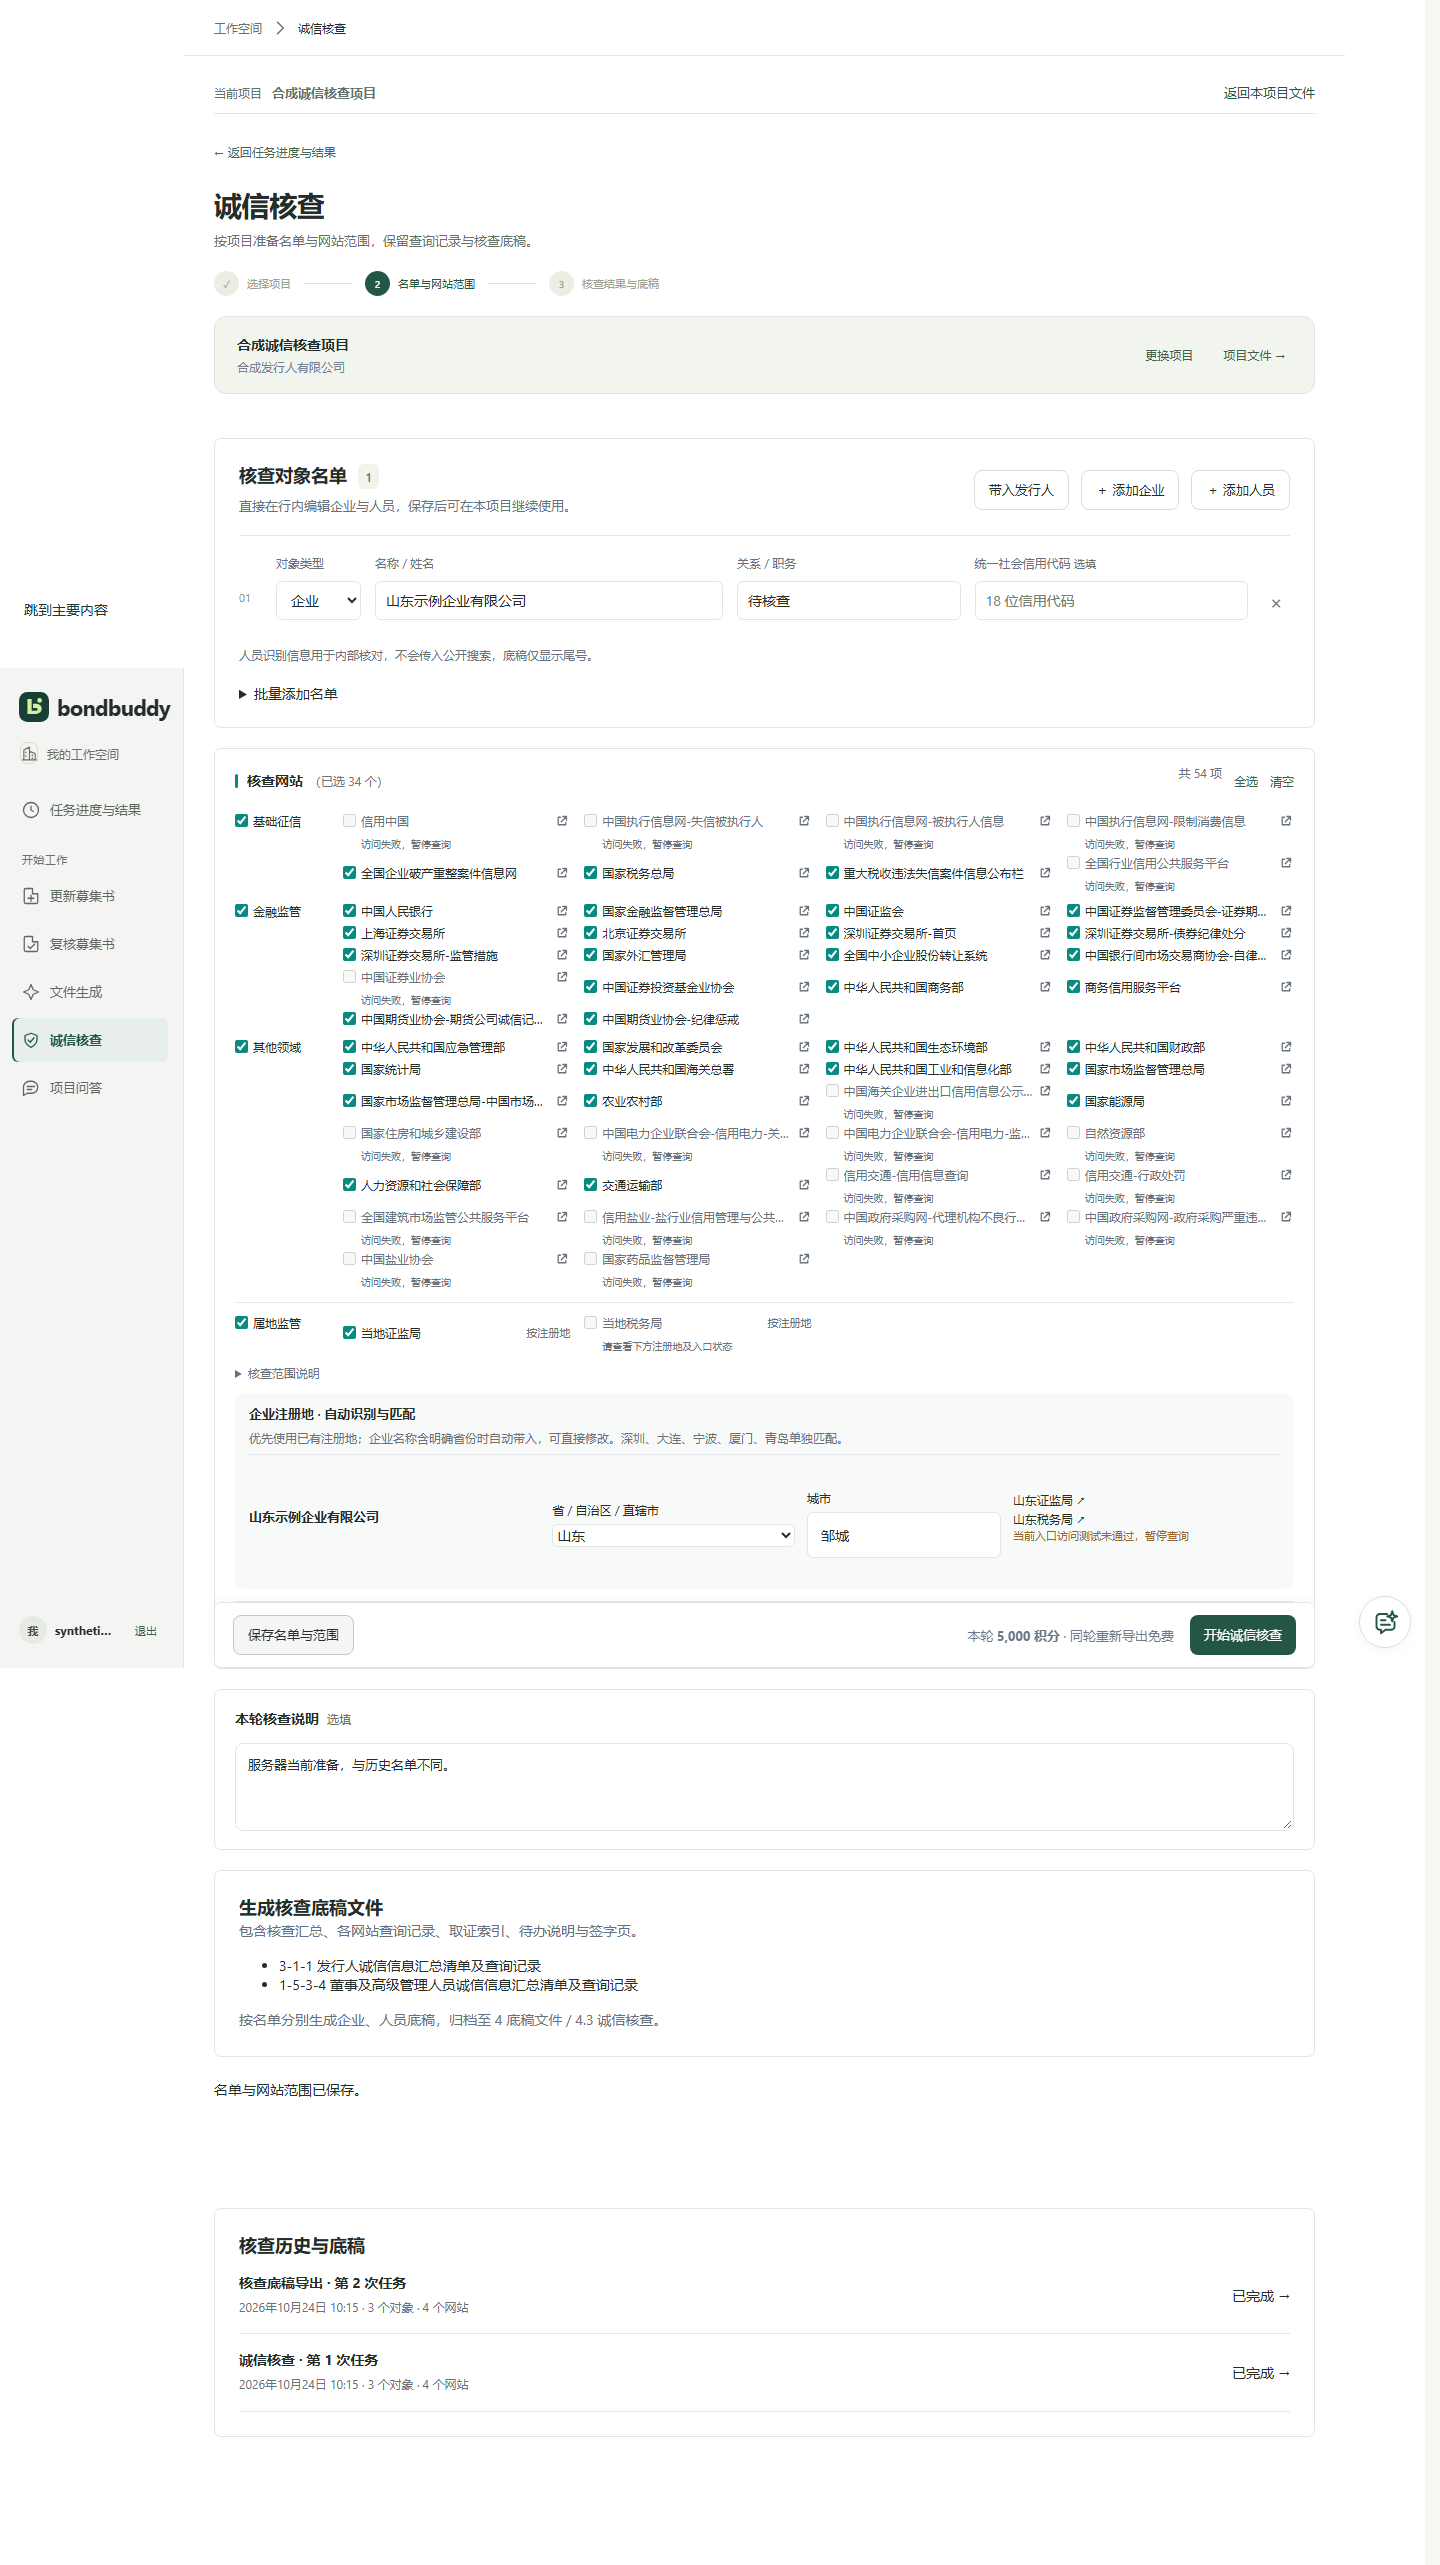 工作空间 > 诚信核查
当前项目 合成诚信核查项目 返回本项目文件
← 返回任务进度与结果
诚信核查
按项目准备名单与网站范围，保留查询记录与核查底稿。
✓ 选择项目 2 名单与网站范围 3 核查结果与底稿
合成诚信核查项目
合成发行人有限公司
更换项目 项目文件 →
核查对象名单 1
直接在行内编辑企业与人员，保存后可在本项目继续使用。
带入发行人 + 添加企业 + 添加人员
对象类型 名称 / 姓名 关系 / 职务 统一社会信用代码 选填
01 企业 山东示例企业有限公司 待核查 18 位信用代码 ×
人员识别信息用于内部核对，不会传入公开搜索，底稿仅显示尾号。
▶ 批量添加名单
跳到主要内容
bondbuddy
我的工作空间
任务进度与结果
开始工作
更新募集书
复核募集书
文件生成
诚信核查
项目问答
我 syntheti... 退出
核查网站 (已选 34 个) 共 54 项 全选 清空
基础征信 信用中国 中国执行信息网-失信被执行人 中国执行信息网-被执行人信息 中国执行信息网-限制消费信息
访问失败，暂停查询 访问失败，暂停查询 访问失败，暂停查询 访问失败，暂停查询
全国企业破产重整案件信息网 国家税务总局 重大税收违法失信案件信息公布栏 全国行业信用公共服务平台
访问失败，暂停查询
金融监管 中国人民银行 国家金融监督管理总局 中国证监会 中国证券监督管理委员会-证券期...
上海证券交易所 北京证券交易所 深圳证券交易所-首页 深圳证券交易所-债券纪律处分
深圳证券交易所-监管措施 国家外汇管理局 全国中小企业股份转让系统 中国银行间市场交易商协会-自律...
中国证券业协会 中国证券投资基金业协会 中华人民共和国商务部 商务信用服务平台
访问失败，暂停查询
中国期货业协会-期货公司诚信记... 中国期货业协会-纪律惩戒
其他领域 中华人民共和国应急管理部 国家发展和改革委员会 中华人民共和国生态环境部 中华人民共和国财政部
国家统计局 中华人民共和国海关总署 中华人民共和国工业和信息化部 国家市场监督管理总局
国家市场监督管理总局-中国市场... 农业农村部 中国海关企业进出口信用信息公示... 国家能源局
访问失败，暂停查询
国家住房和城乡建设部 中国电力企业联合会-信用电力-关... 中国电力企业联合会-信用电力-监... 自然资源部
访问失败，暂停查询 访问失败，暂停查询 访问失败，暂停查询 访问失败，暂停查询
人力资源和社会保障部 交通运输部 信用交通-信用信息查询 信用交通-行政处罚
访问失败，暂停查询 访问失败，暂停查询
全国建筑市场监管公共服务平台 信用盐业-盐行业信用管理与公共... 中国政府采购网-代理机构不良行... 中国政府采购网-政府采购严重违...
访问失败，暂停查询 访问失败，暂停查询 访问失败，暂停查询 访问失败，暂停查询
中国盐业协会 国家药品监督管理局
访问失败，暂停查询 访问失败，暂停查询
属地监管 当地证监局 按注册地 当地税务局 按注册地
请查看下方注册地及入口状态
▶ 核查范围说明
企业注册地 · 自动识别与匹配
优先使用已有注册地；企业名称含明确省份时自动带入，可直接修改。深圳、大连、宁波、厦门、青岛单独匹配。
山东示例企业有限公司
省 / 自治区 / 直辖市
山东
城市
邹城
山东证监局 ↗
山东税务局 ↗
当前入口访问测试未通过，暂停查询
保存名单与范围 本轮 5,000 积分 · 同轮重新导出免费 开始诚信核查
本轮核查说明 选填
服务器当前准备，与历史名单不同。
生成核查底稿文件
包含核查汇总、各网站查询记录、取证索引、待办说明与签字页。
• 3-1-1 发行人诚信信息汇总清单及查询记录
• 1-5-3-4 董事及高级管理人员诚信信息汇总清单及查询记录
按名单分别生成企业、人员底稿，归档至 4 底稿文件 / 4.3 诚信核查。
名单与网站范围已保存。
核查历史与底稿
核查底稿导出 · 第 2 次任务
2026年10月24日 10:15 · 3 个对象 · 4 个网站
已完成 →
诚信核查 · 第 1 次任务
2026年10月24日 10:15 · 3 个对象 · 4 个网站
已完成 →